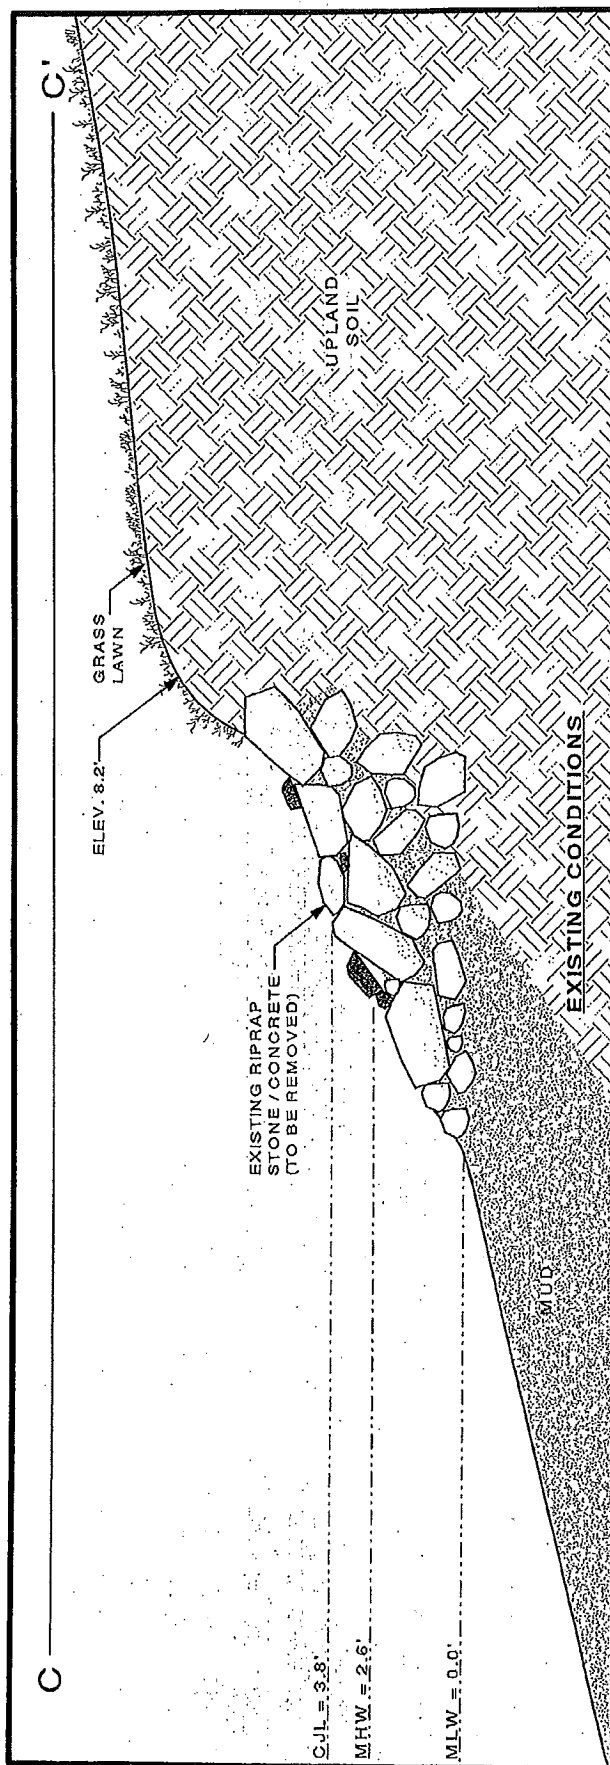 C
C'
ELEV. 8.2'
GRASS
LAWN
EXISTING RIPRAP
STONE / CONCRETE
(TO BE REMOVED)
UPLAND
SOIL
CJL = 3.8'
MHW = 2.6'
MLW = 0.0'
MUD
EXISTING CONDITIONS